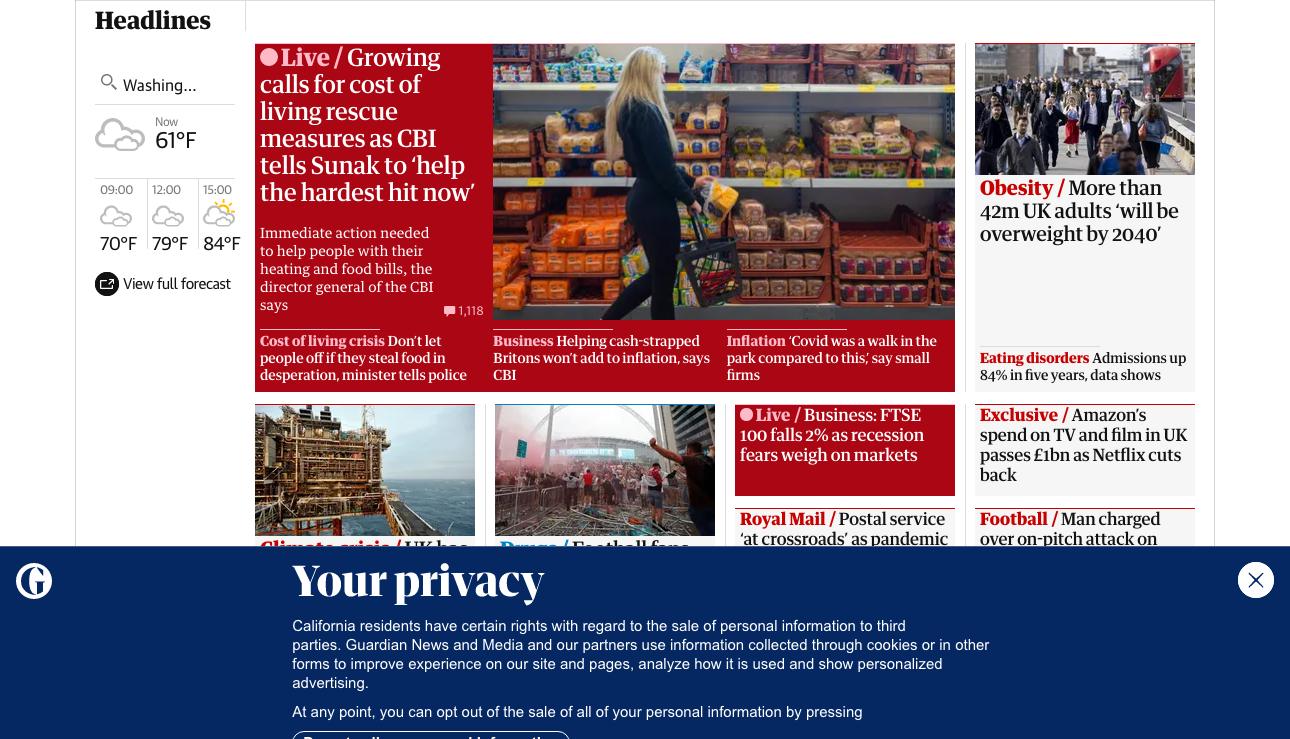 Headlines
Washing...
Now
61°F
09:00
12:00
15:00
70°F
79°F
84°F
View full forecast
Live / Growing
calls for cost of
living rescue
measures as CBI
tells Sunak to ‘help
the hardest hit now’
Immediate action needed
to help people with their
heating and food bills, the
director general of the CBI
says
1,118
Cost of living crisis Don’t let
people off if they steal food in
desperation, minister tells police
Business Helping cash-strapped
Britons won’t add to inflation, says
CBI
Inflation ‘Covid was a walk in the
park compared to this,’ say small
firms
Obesity / More than
42m UK adults ‘will be
overweight by 2040’
Eating disorders Admissions up
84% in five years, data shows
Live / Business: FTSE
100 falls 2% as recession
fears weigh on markets
Exclusive / Amazon’s
spend on TV and film in UK
passes £1bn as Netflix cuts
back
Climate crisis / UK has
Drugs / Football fans
Royal Mail / Postal service
‘at crossroads’ as pandemic
Football / Man charged
over on-pitch attack on
Your privacy
California residents have certain rights with regard to the sale of personal information to third
parties. Guardian News and Media and our partners use information collected through cookies or in other
forms to improve experience on our site and pages, analyze how it is used and show personalized
advertising.
At any point, you can opt out of the sale of all of your personal information by pressing